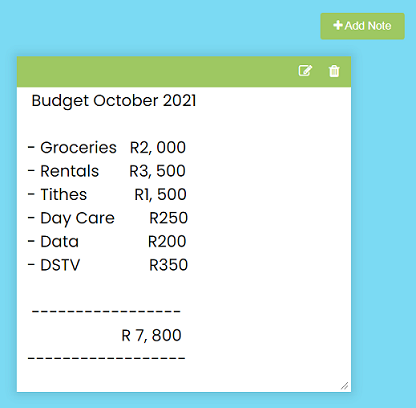 +Add Note
Budget October 2021
- Groceries R2, 000
- Rentals R3, 500
- Tithes R1, 500
- Day Care R250
- Data R200
- DSTV R350
-----------------
R 7, 800
------------------